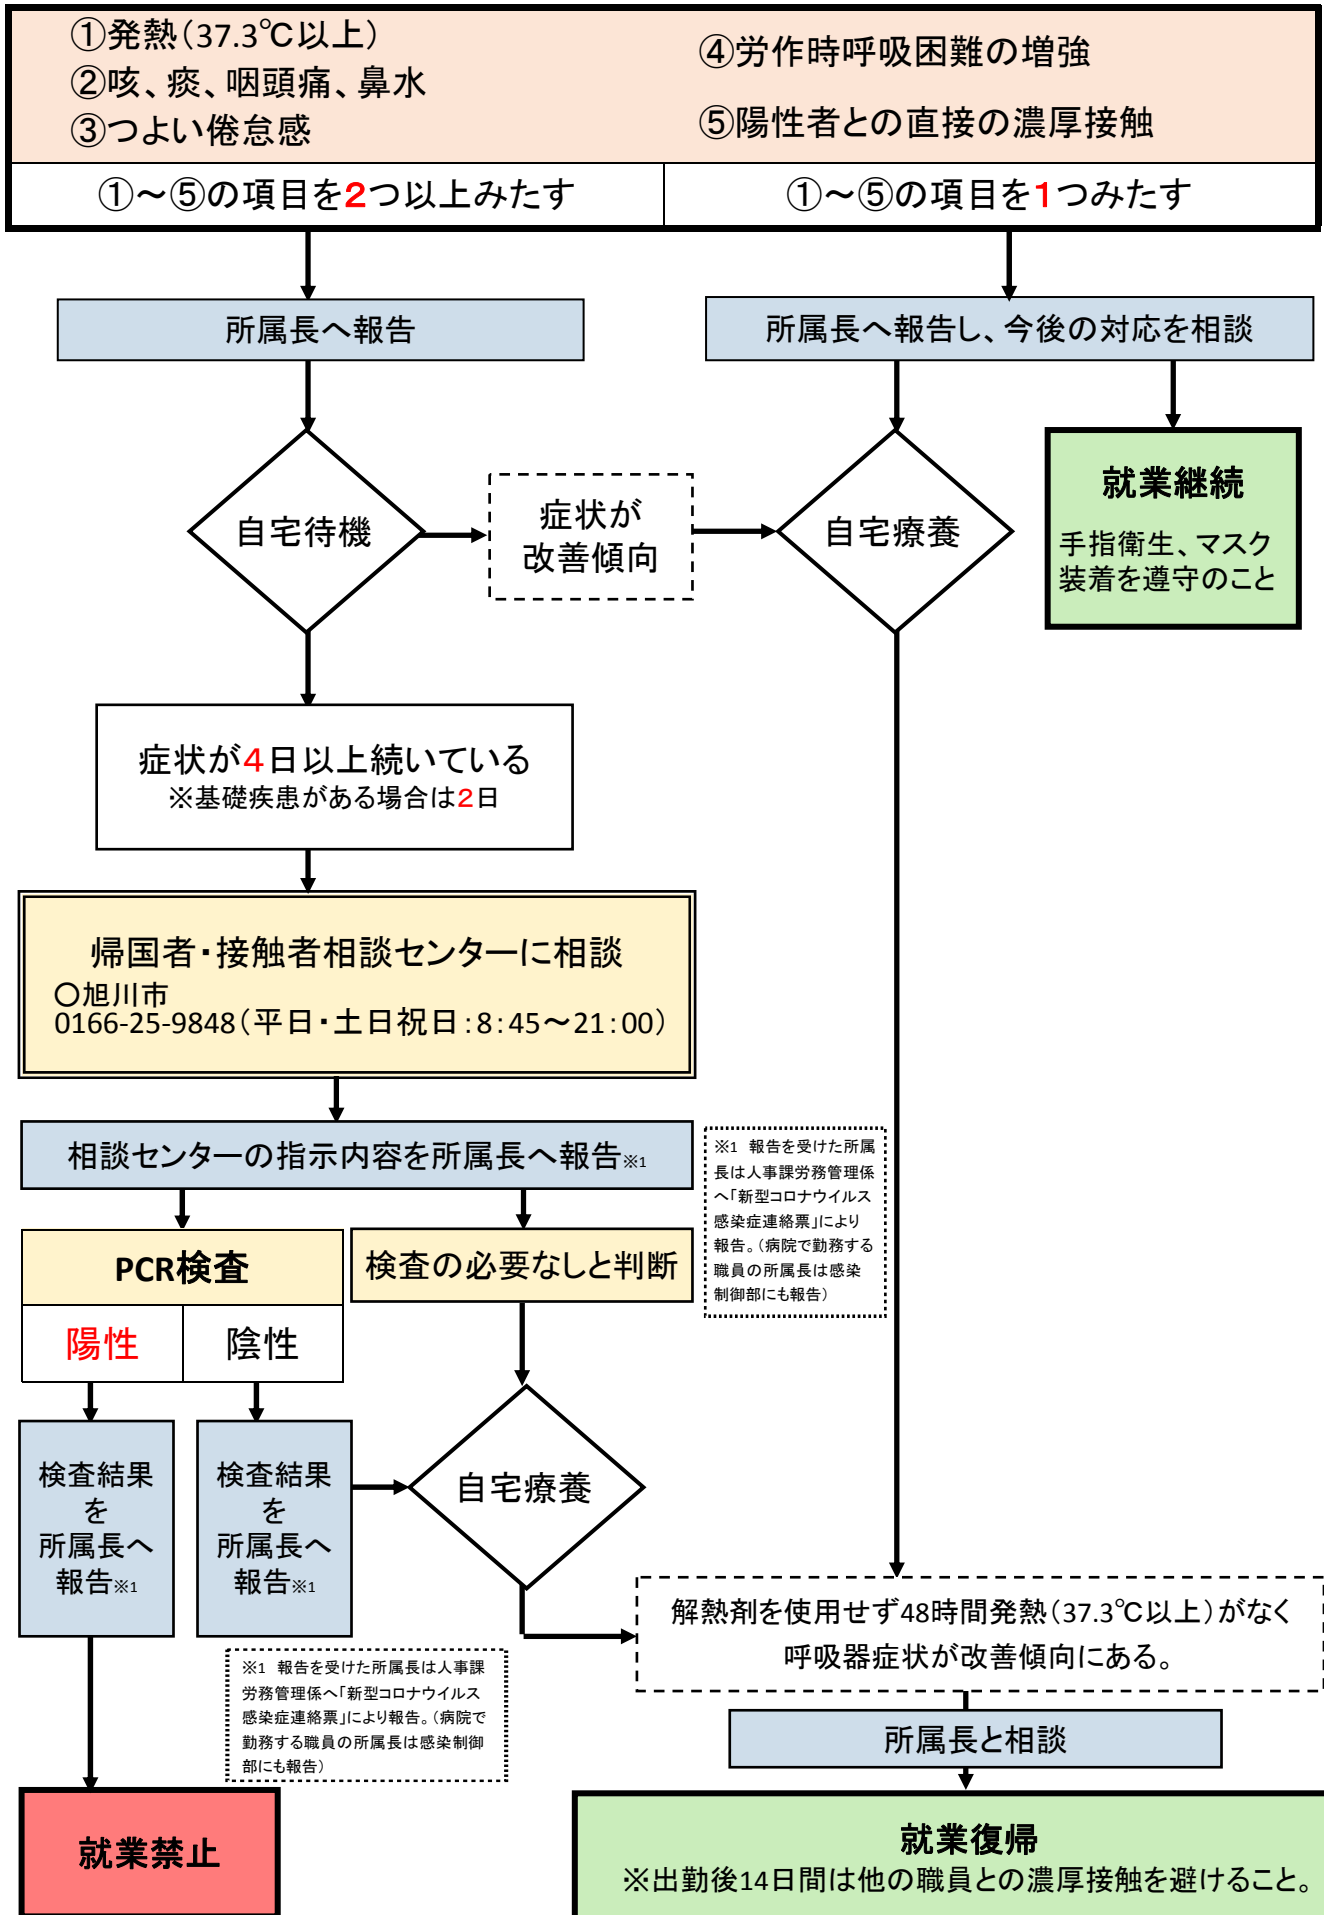 ①発熱（37.3℃以上）
②咳、痰、咽頭痛、鼻水
③つよい倦怠感
④労作時呼吸困難の増強
⑤陽性者との直接の濃厚接触
①～⑤の項目を2つ以上みたす
①～⑤の項目を1つみたす
所属長へ報告
所属長へ報告し、今後の対応を相談
自宅待機
症状が
改善傾向
自宅療養
就業継続
手指衛生、マスク
装着を遵守のこと
症状が4日以上続いている
※基礎疾患がある場合は2日
帰国者・接触者相談センターに相談
○旭川市
0166-25-9848（平日・土日祝日：8：45～21：00）
相談センターの指示内容を所属長へ報告※1
※1 報告を受けた所属
長は人事課労務管理係
へ「新型コロナウイルス
感染症連絡票」により
報告。（病院で勤務する
職員の所属長は感染
制御部にも報告）
PCR検査
検査の必要なしと判断
陽性
陰性
検査結果
を
所属長へ
報告※1
検査結果
を
所属長へ
報告※1
自宅療養
解熱剤を使用せず48時間発熱（37.3℃以上）がなく
呼吸器症状が改善傾向にある。
※1 報告を受けた所属長は人事課
労務管理係へ「新型コロナウイルス
感染症連絡票」により報告。（病院で
勤務する職員の所属長は感染制御
部にも報告）
所属長と相談
就業禁止
就業復帰
※出勤後14日間は他の職員との濃厚接触を避けること。